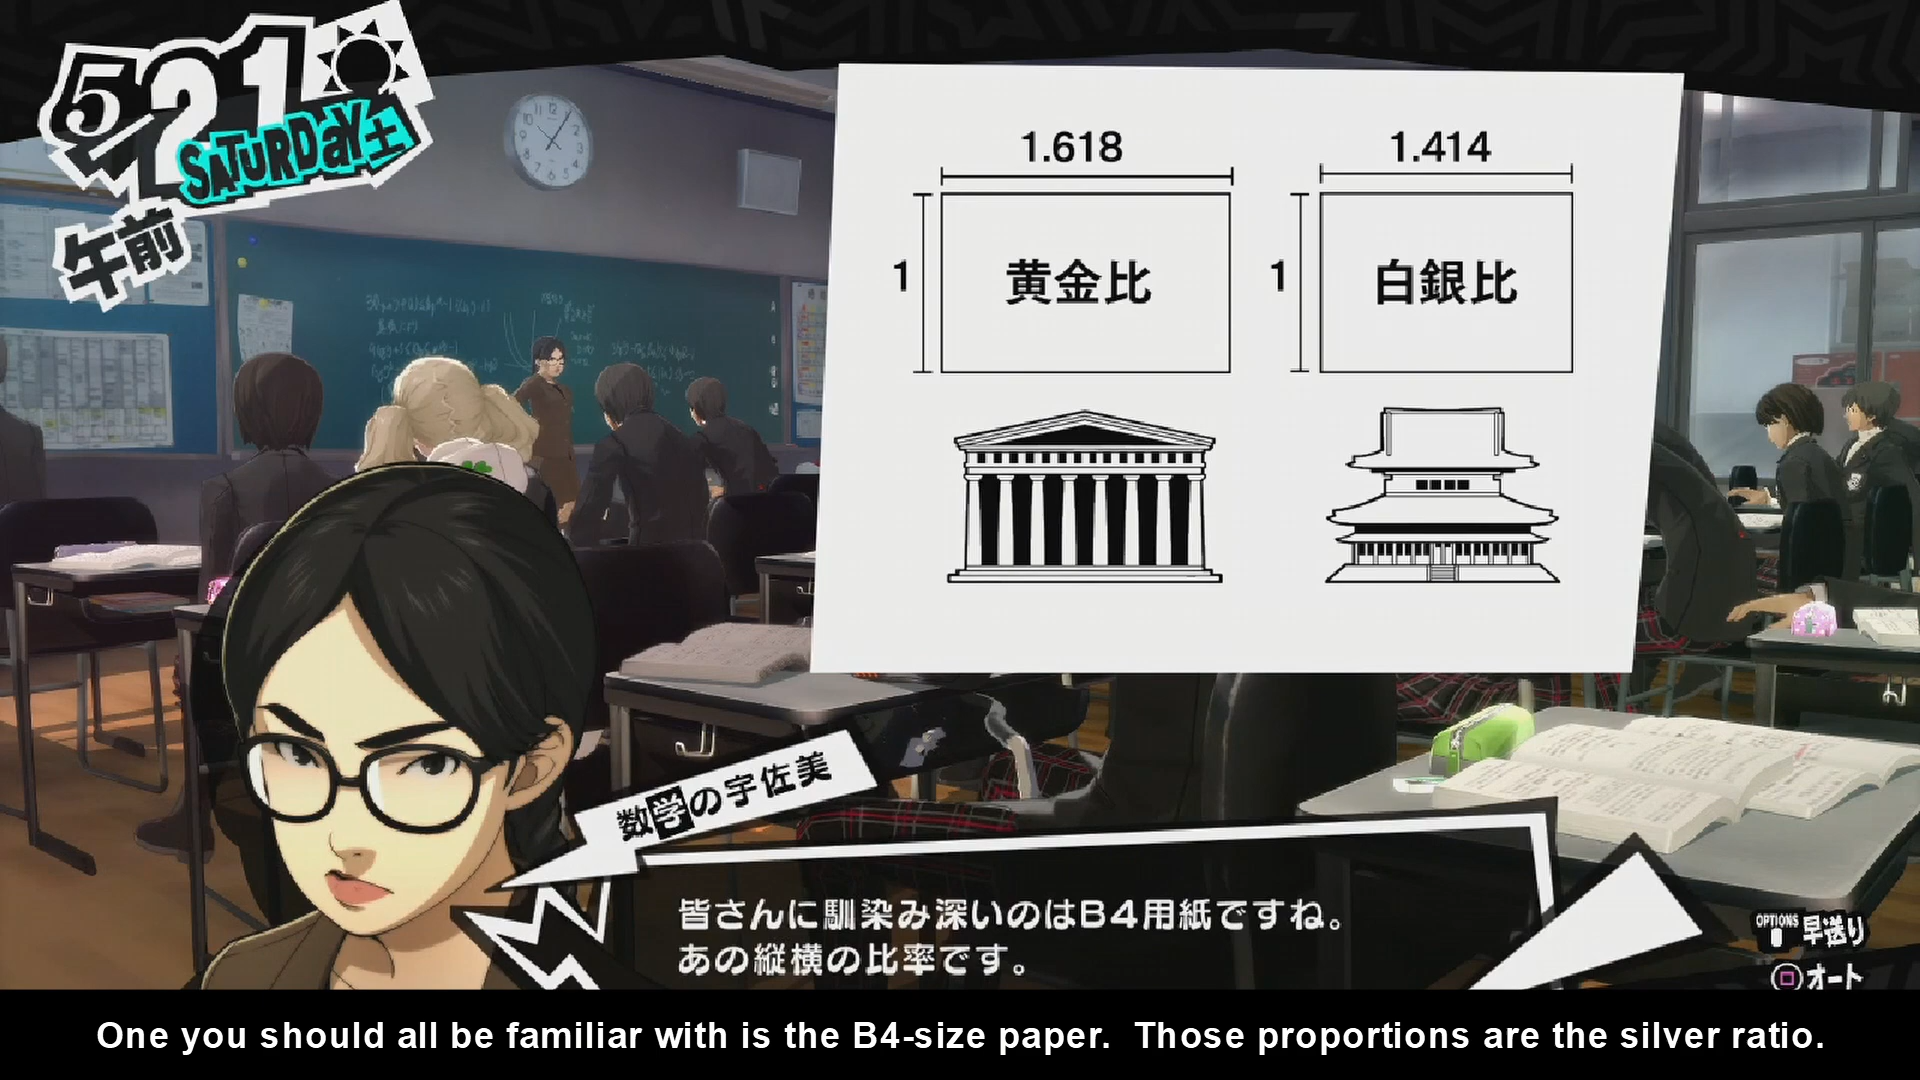 5/21
SATURDAY土
午前
1.618
1.414
1
黄金比
1
白銀比
数学の宇佐美
皆さんに馴染み深いのはB4用紙ですね。
あの縦横の比率です。
OPTIONS 早送り
オート
One you should all be familiar with is the B4-size paper.  Those proportions are the silver ratio.